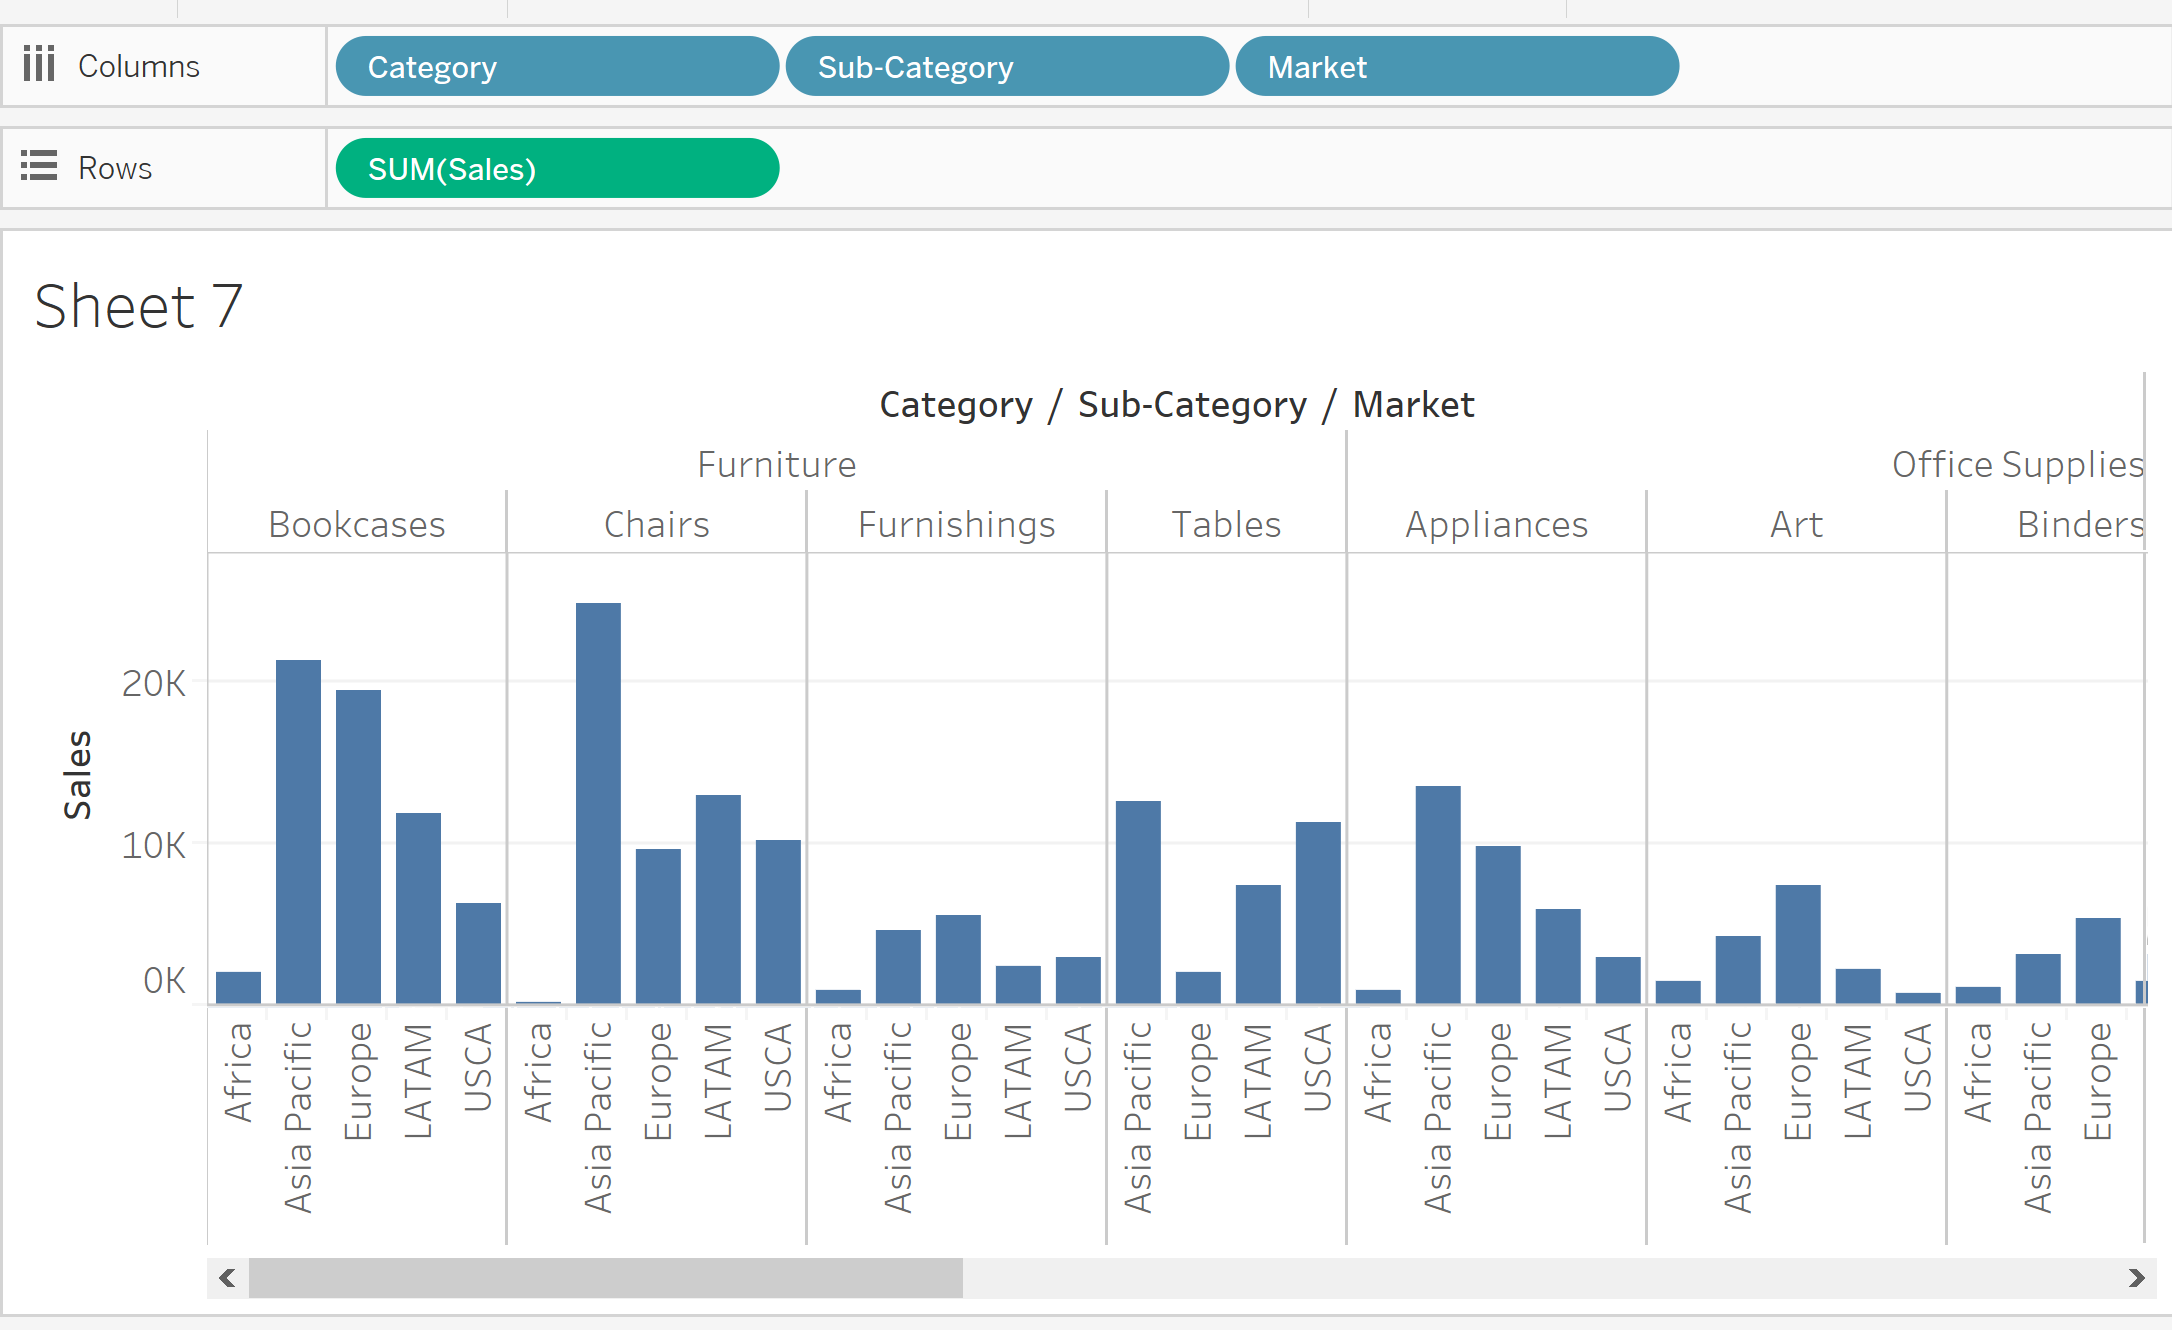 Columns Category Sub-Category Market
Rows SUM(Sales)
Sheet 7
Category / Sub-Category / Market
Furniture Office Supplies
Bookcases Chairs Furnishings Tables Appliances Art Binders
20K
10K
0K
Sales
Africa Asia Pacific Europe LATAM USCA Africa Asia Pacific Europe LATAM USCA Africa Asia Pacific Europe LATAM USCA Asia Pacific Europe LATAM USCA Africa Asia Pacific Europe LATAM USCA Africa Asia Pacific Europe LATAM USCA Africa Asia Pacific Europe